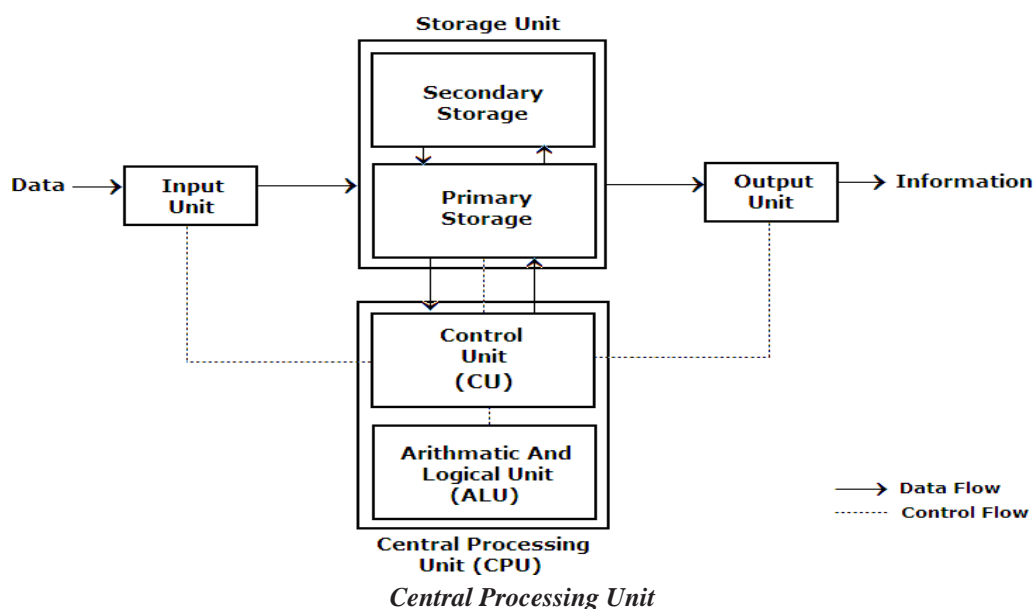 Storage Unit
Secondary
Storage
Data
Input
Unit
Primary
Storage
Output
Unit
Information
Control
Unit
(CU)
Arithmatic And
Logical Unit
(ALU)
Data Flow
Control Flow
Central Processing
Unit (CPU)
Central Processing Unit